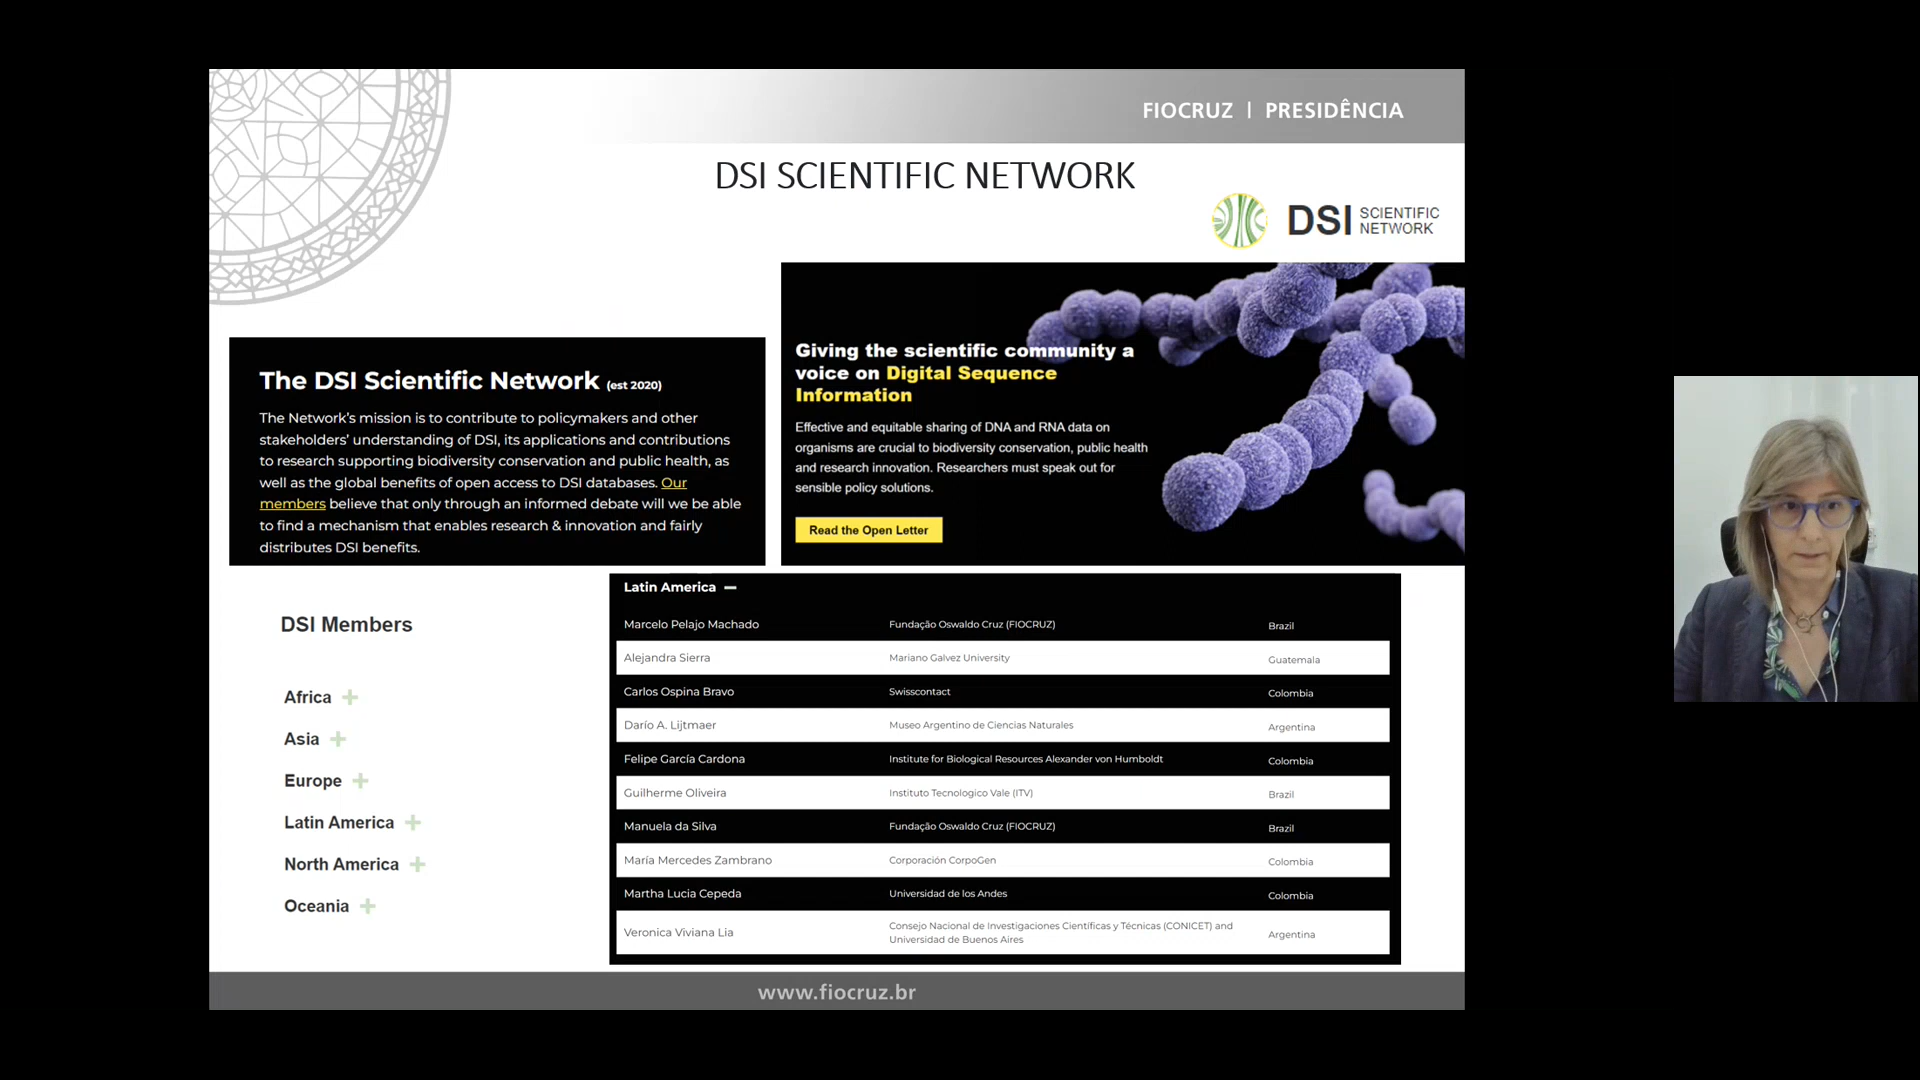 FIOCRUZ | PRESIDÊNCIA
DSI SCIENTIFIC NETWORK
DSI SCIENTIFIC
NETWORK
The DSI Scientific Network (est 2020)
The Network's mission is to contribute to policymakers and other
stakeholders' understanding of DSI, its applications and contributions
to research supporting biodiversity conservation and public health, as
well as the global benefits of open access to DSI databases. Our
members believe that only through an informed debate will we be able
to find a mechanism that enables research & innovation and fairly
distributes DSI benefits.
Giving the scientific community a
voice on Digital Sequence
Information
Effective and equitable sharing of DNA and RNA data on
organisms are crucial to biodiversity conservation, public health
and research innovation. Researchers must speak out for
sensible policy solutions.
Read the Open Letter
DSI Members
Africa +
Asia +
Europe +
Latin America +
North America +
Oceania +
Latin America −
Marcelo Pelajo Machado Fundação Oswaldo Cruz (FIOCRUZ) Brazil
Alejandra Sierra Mariano Galvez University Guatemala
Carlos Ospina Bravo Swisscontact Colombia
Darío A. Lijtmaer Museo Argentino de Ciencias Naturales Argentina
Felipe García Cardona Institute for Biological Resources Alexander von Humboldt Colombia
Guilherme Oliveira Instituto Tecnologico Vale (ITV) Brazil
Manuela da Silva Fundação Oswaldo Cruz (FIOCRUZ) Brazil
María Mercedes Zambrano Corporación CorpoGen Colombia
Martha Lucia Cepeda Universidad de los Andes Colombia
Veronica Viviana Lia Consejo Nacional de Investigaciones Científicas y Técnicas (CONICET) and
Universidad de Buenos Aires Argentina
www.fiocruz.br